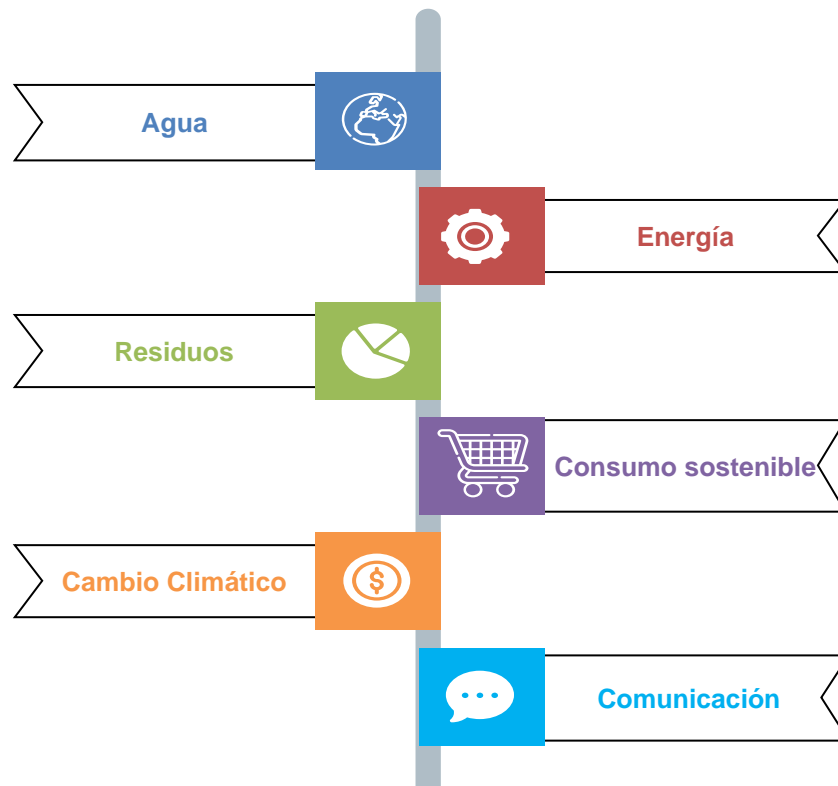 Agua
Energía
Residuos
Consumo sostenible
Cambio Climático
$
Comunicación